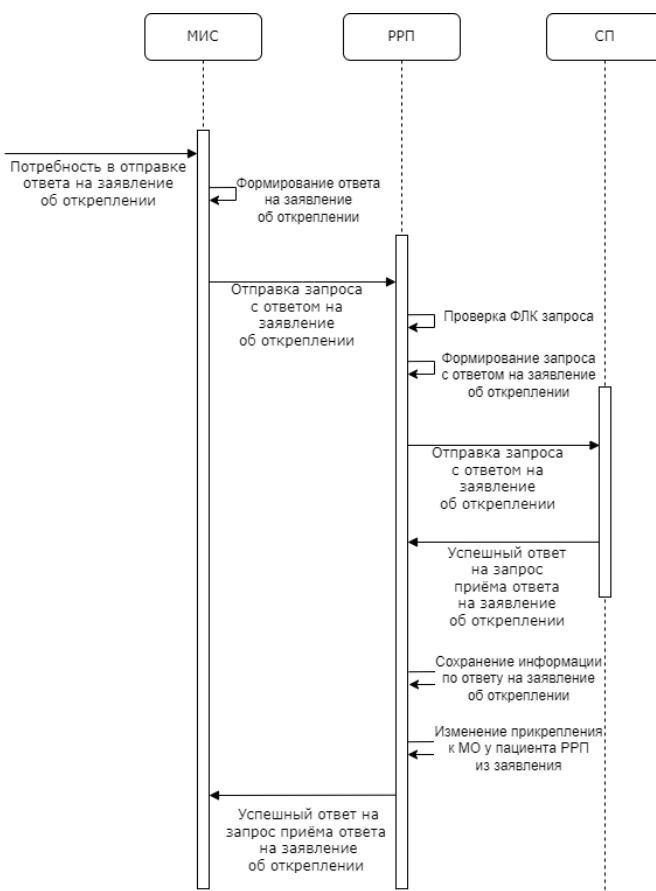 МИС
РРП
СП
Потребность в отправке
ответа на заявление
об откреплении
Формирование ответа
на заявление
об откреплении
Отправка запроса
с ответом на
заявление
об откреплении
Проверка ФЛК запроса
Формирование запроса
с ответом на заявление
об откреплении
Отправка запроса
с ответом на
заявление
об откреплении
Успешный ответ
на запрос
приёма ответа
на заявление
об откреплении
Сохранение информации
по ответу на заявление
об откреплении
Изменение прикрепления
к МО у пациента РРП
из заявления
Успешный ответ на
запрос приёма ответа
на заявление
об откреплении